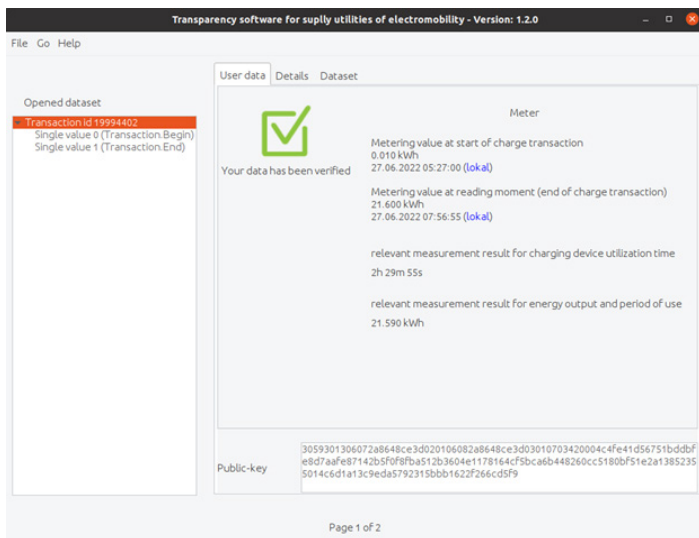 Transparency software for suplly utilities of electromobility - Version: 1.2.0
File Go Help
User data Details Dataset
Opened dataset
Transaction id 19994402
Single value 0 (Transaction.Begin)
Single value 1 (Transaction.End)
Your data has been verified
Meter
Metering value at start of charge transaction
0.010 kWh
27.06.2022 05:27:00 (lokal)
Metering value at reading moment (end of charge transaction)
21.600 kWh
27.06.2022 07:56:55 (lokal)
relevant measurement result for charging device utilization time
2h 29m 55s
relevant measurement result for energy output and period of use
21.590 kWh
Public-key
3059301306072a8648ce3d020106082a8648ce3d03010703420004c4fe41d56751bddbf
e8d7aafe87142b5f0f8fba512b3604e1178164cf5bca6b448260cc5180bf51e2a1385235
5014c6d1a13c9eda5792315bbb1622f266cd5f9
Page 1 of 2